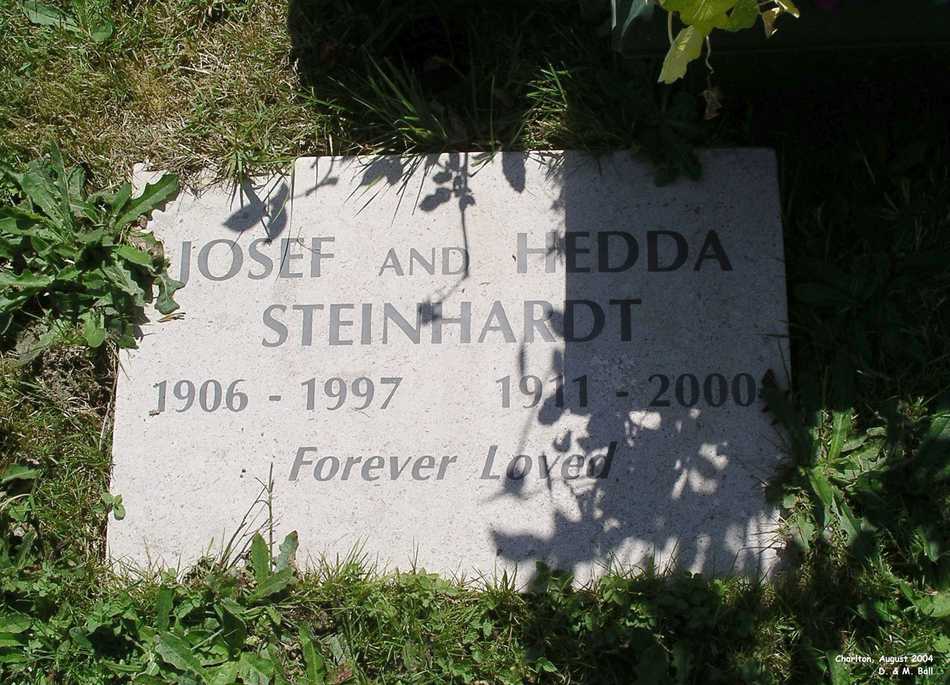 JOSEF AND HEDDA
STEINHARDT
1906 - 1997 1911 - 2000
Forever Loved
Charlton, August 2004
D. & M. Ball